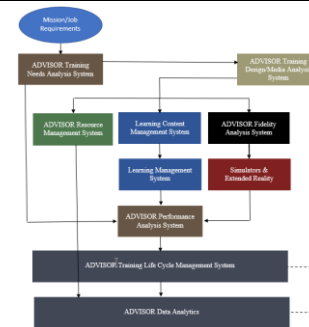 Mission/Job
Requirements
ADVISOR Training
Needs Analysis System
ADVISOR Training
Design/Media Analysis
System
ADVISOR Resource
Management System
Learning Content
Management System
ADVISOR Fidelity
Analysis System
Learning Management
System
Simulators &
Extended Reality
ADVISOR Performance
Analysis System
ADVISOR Training Life Cycle Management System
ADVISOR Data Analytics